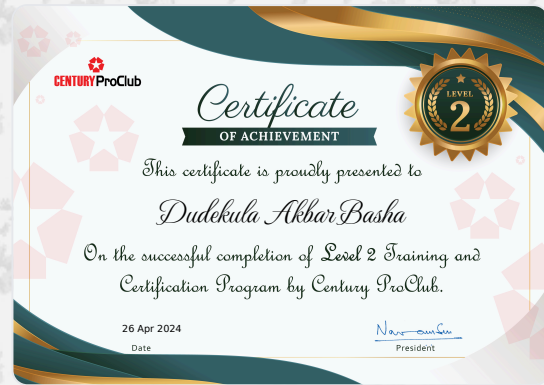 CENTURY ProClub
Certificate
OF ACHIEVEMENT
LEVEL
2
This certificate is proudly presented to
Dudekula Akbar Basha
On the successful completion of Level 2 Training and
Certification Program by Century ProClub.
26 Apr 2024
Date
President